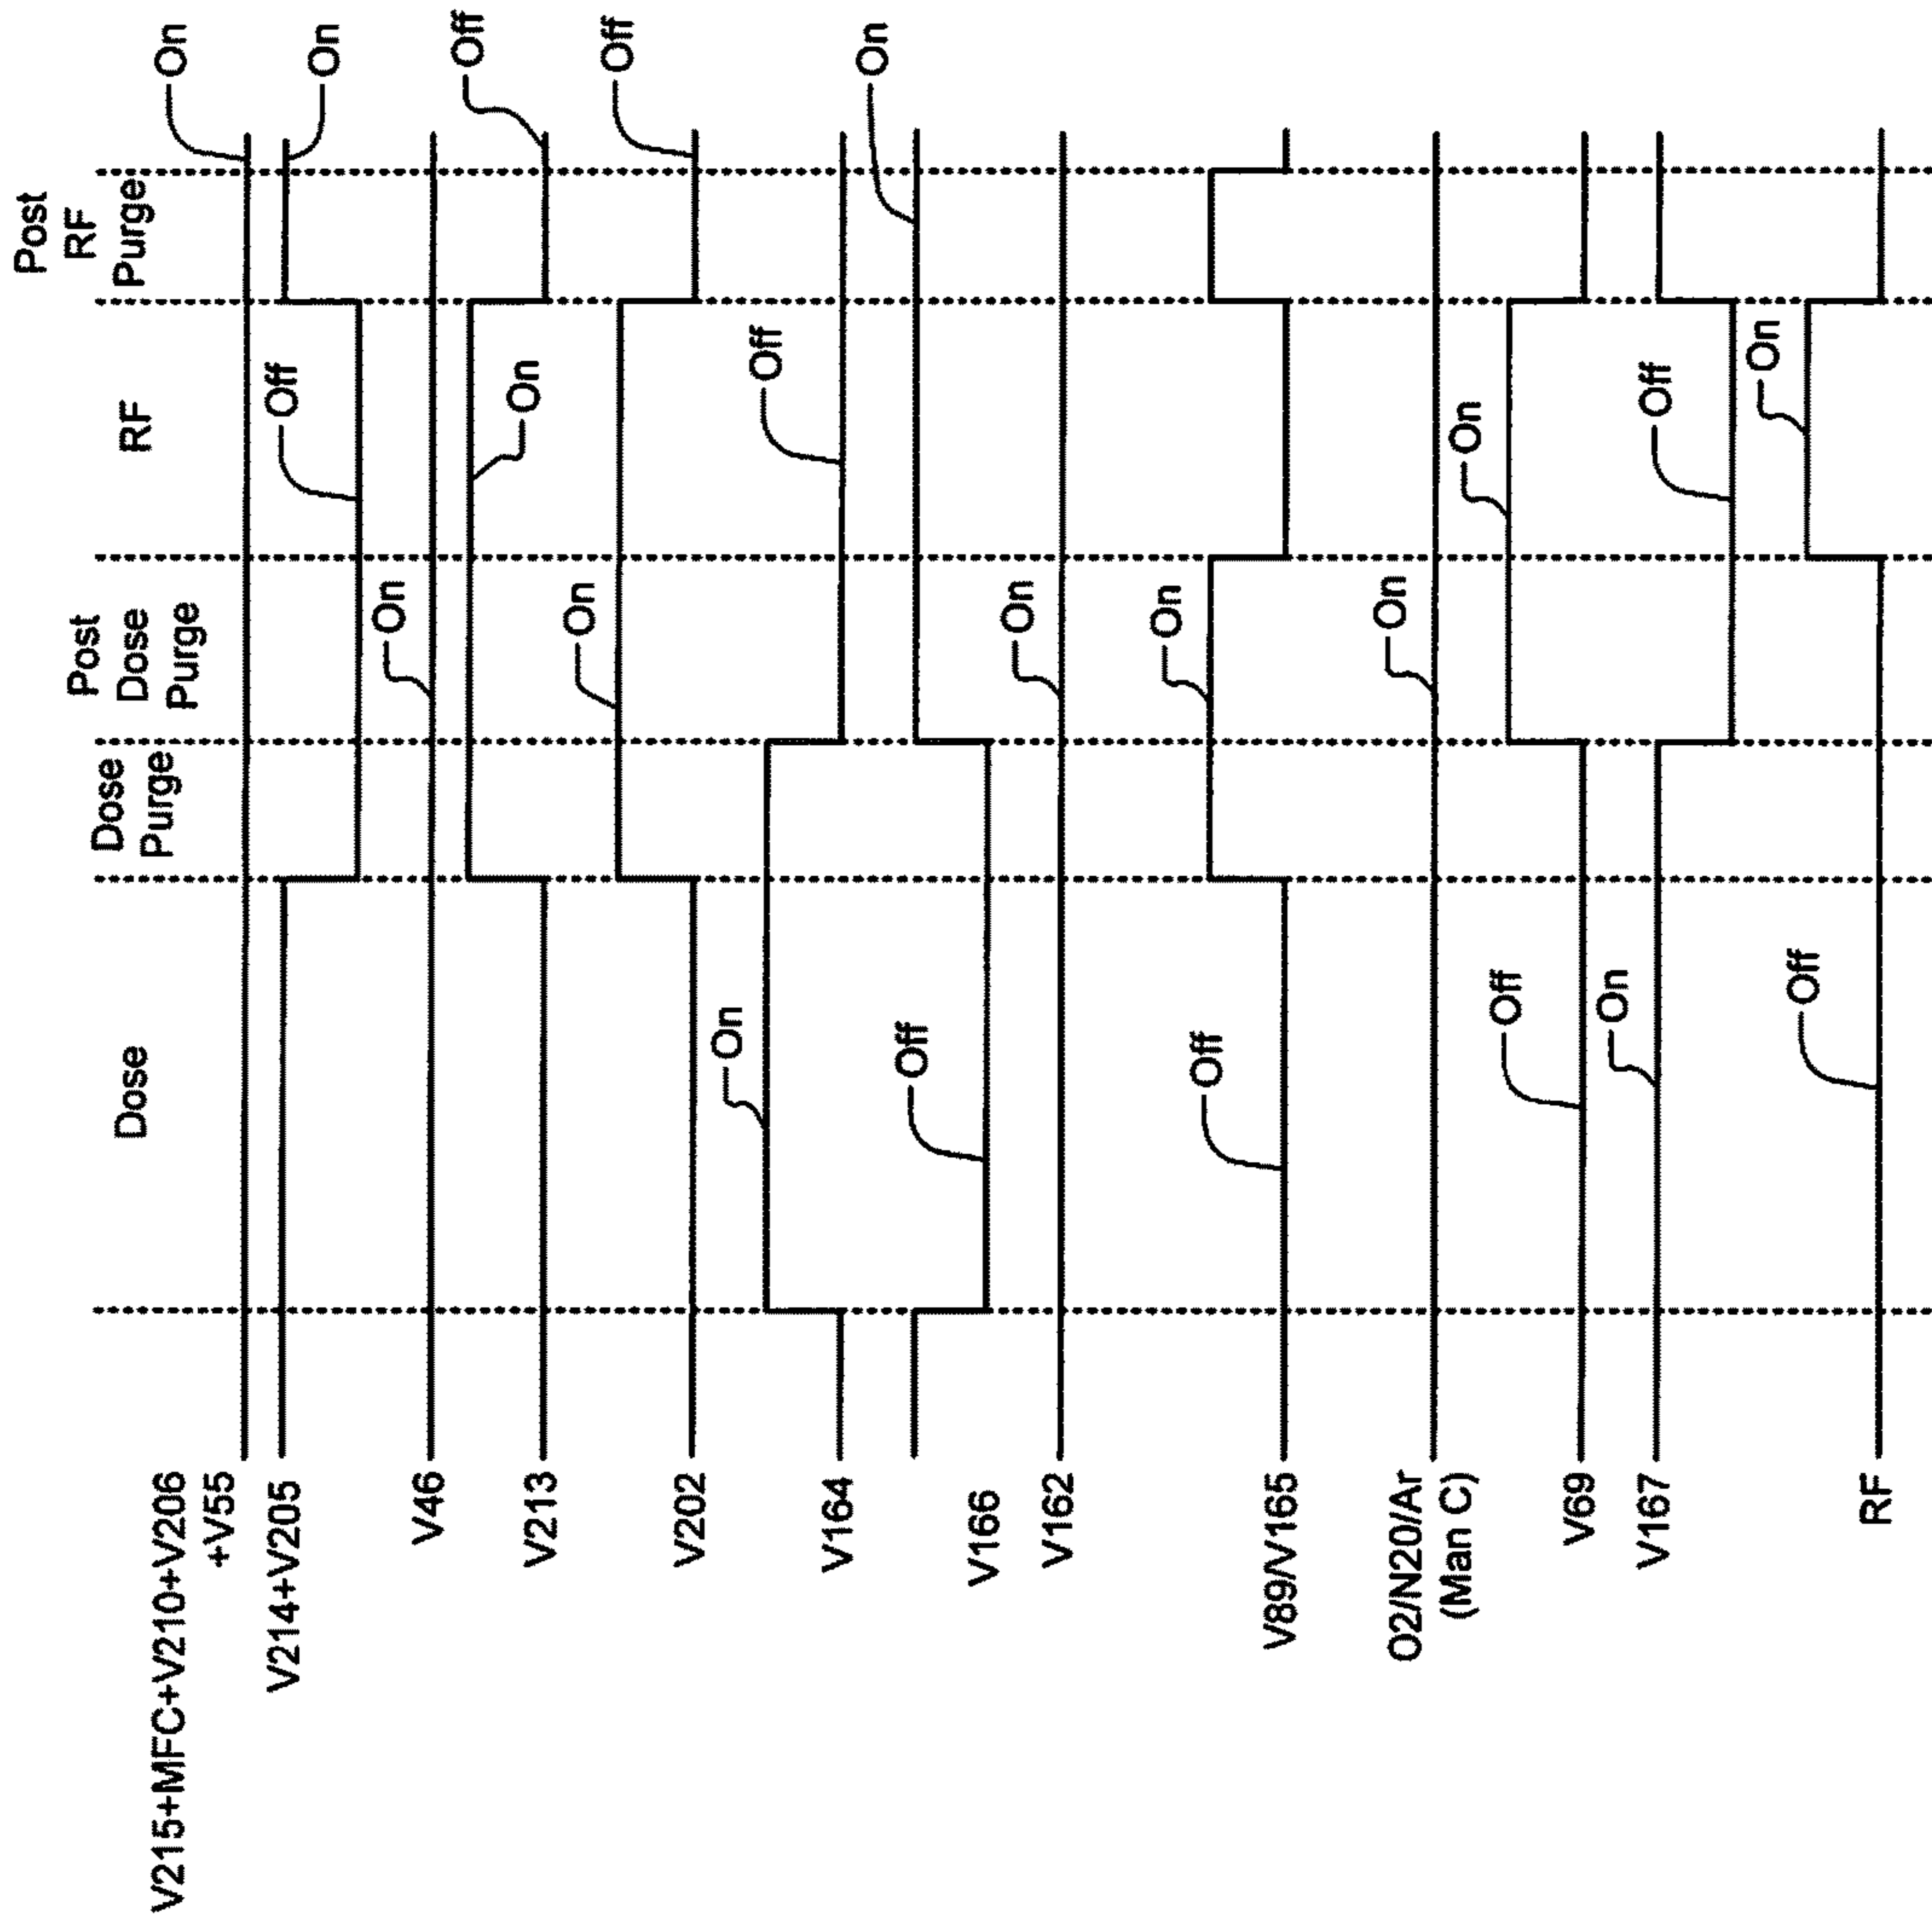 Dose
Dose
Purge
Post
Dose
Purge
RF
Post
RF
Purge
V215+MFC+V210+V206
+V55
On
V214+V205
Off
On
V46
On
V213
On
Off
V202
On
Off
V164
On
Off
V166
Off
On
V162
On
V89/V165
Off
On
O2/N20/Ar
(Man C)
On
V69
Off
On
V167
On
Off
RF
Off
On